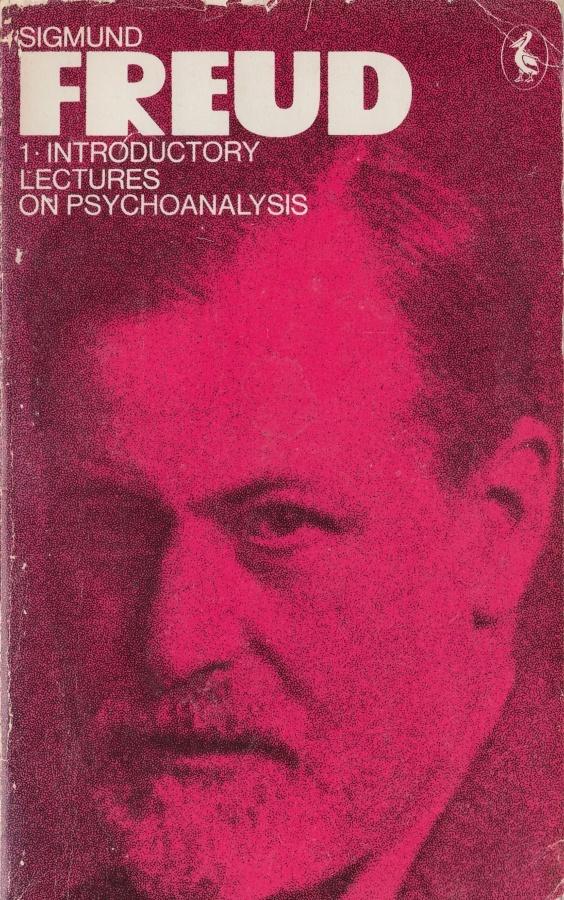 SIGMUND
FREUD
1· INTRODUCTORY
LECTURES
ON PSYCHOANALYSIS